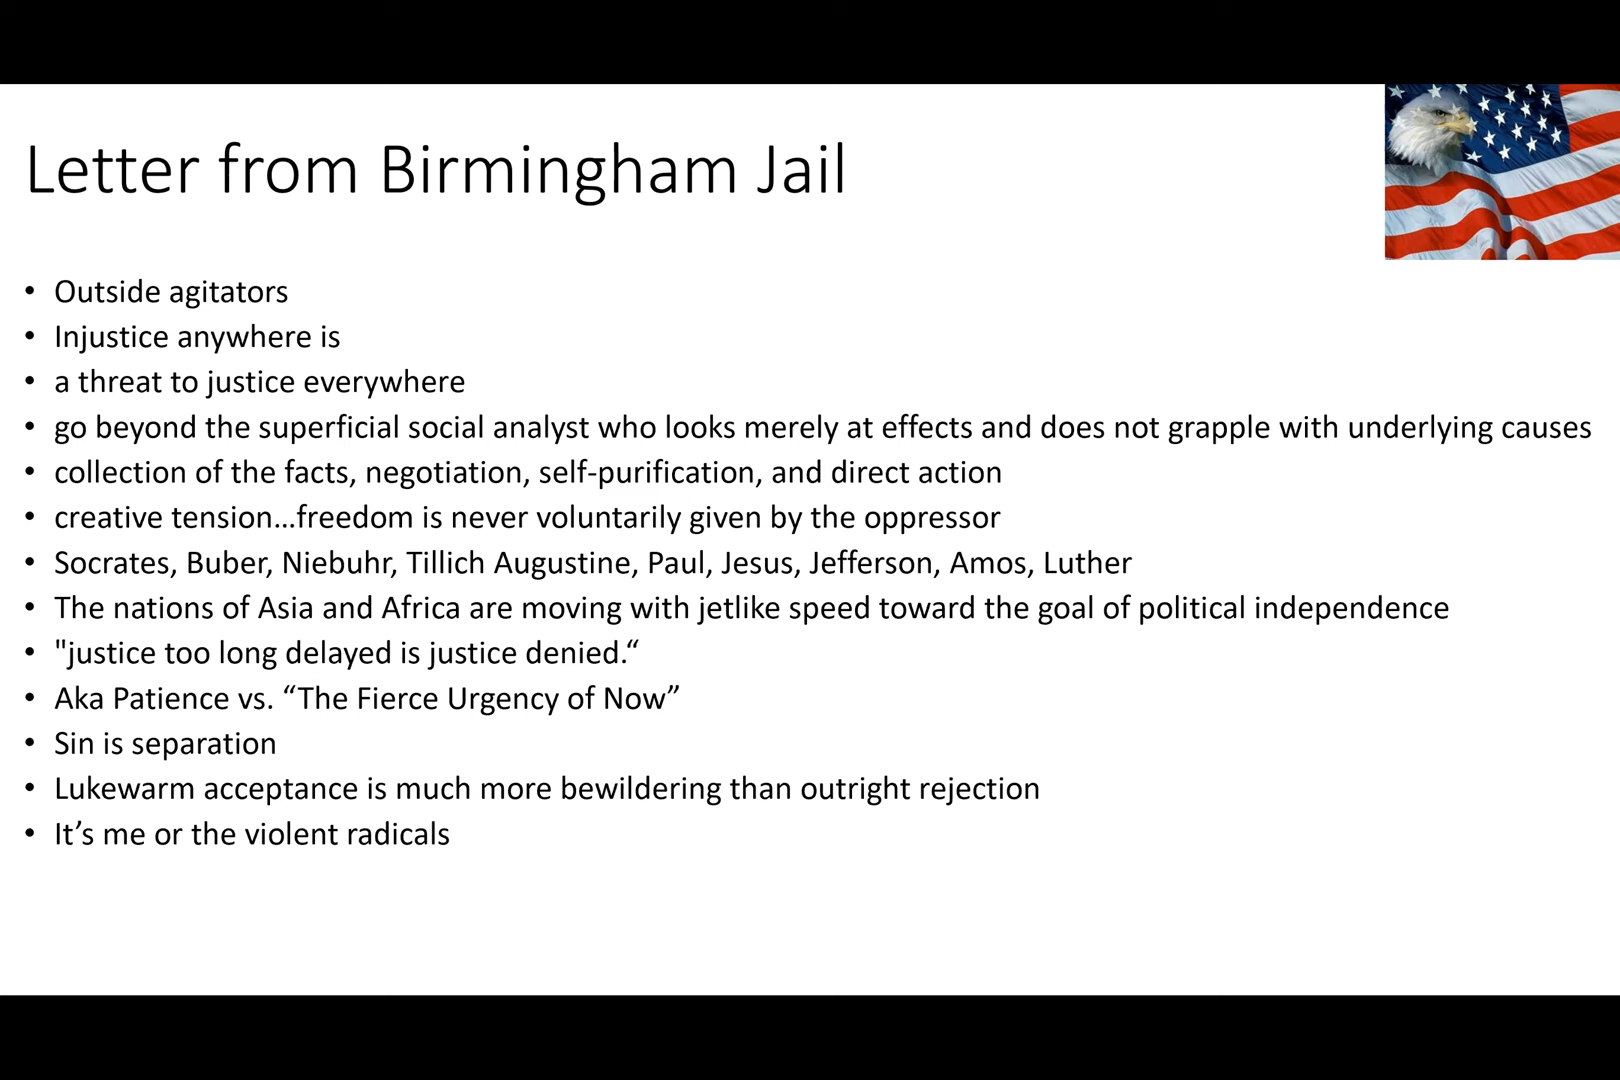 Letter from Birmingham Jail
• Outside agitators
• Injustice anywhere is
• a threat to justice everywhere
• go beyond the superficial social analyst who looks merely at effects and does not grapple with underlying causes
• collection of the facts, negotiation, self-purification, and direct action
• creative tension…freedom is never voluntarily given by the oppressor
• Socrates, Buber, Niebuhr, Tillich Augustine, Paul, Jesus, Jefferson, Amos, Luther
• The nations of Asia and Africa are moving with jetlike speed toward the goal of political independence
• "justice too long delayed is justice denied.“
• Aka Patience vs. “The Fierce Urgency of Now”
• Sin is separation
• Lukewarm acceptance is much more bewildering than outright rejection
• It’s me or the violent radicals